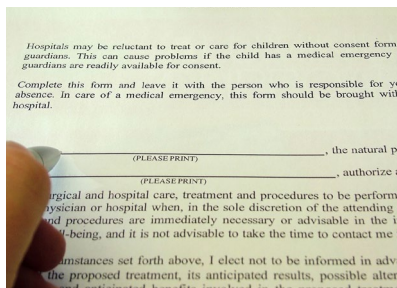 Hospitals may be reluctant to treat or care for children without consent form
guardians. This can cause problems if the child has a medical emergency
guardians are readily available for consent.
Complete this form and leave it with the person who is responsible for
absence. In care of a medical emergency, this form should be brought
hospital.
, the natural
(PLEASE PRINT)
, authorize
(PLEASE PRINT)
surgical and hospital care, treatment and procedures to be perform
physician or hospital when, in the sole discretion of the attending
and procedures are immediately necessary or advisable in the
-being, and it is not advisable to take the time to contact me
set forth above, I elect not to be informed in adv
the proposed treatment, its anticipated results, possible alter